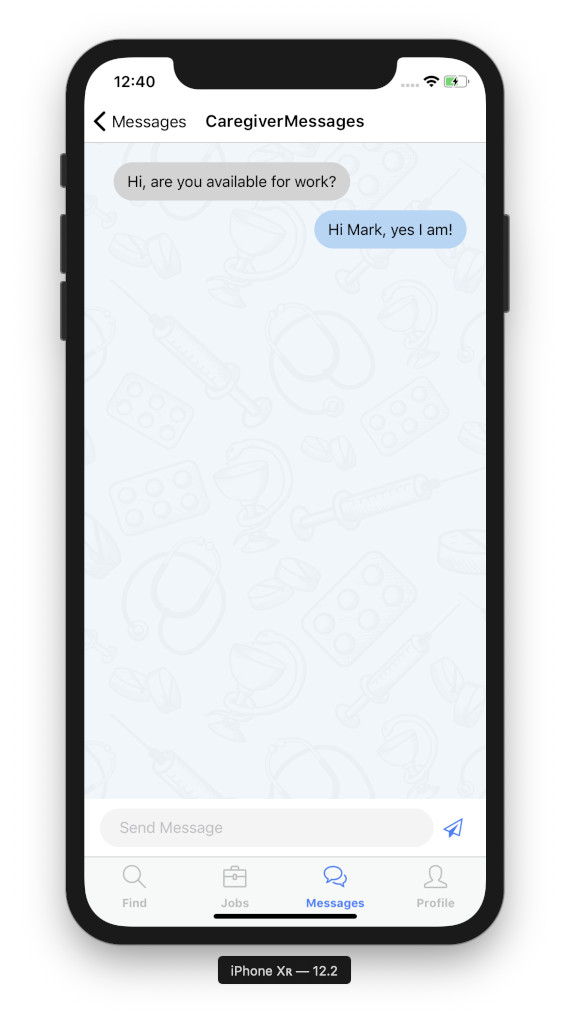 12:40
Messages CaregiverMessages
Hi, are you available for work?
Hi Mark, yes I am!
Send Message
Find Jobs Messages Profile
iPhone Xʀ — 12.2